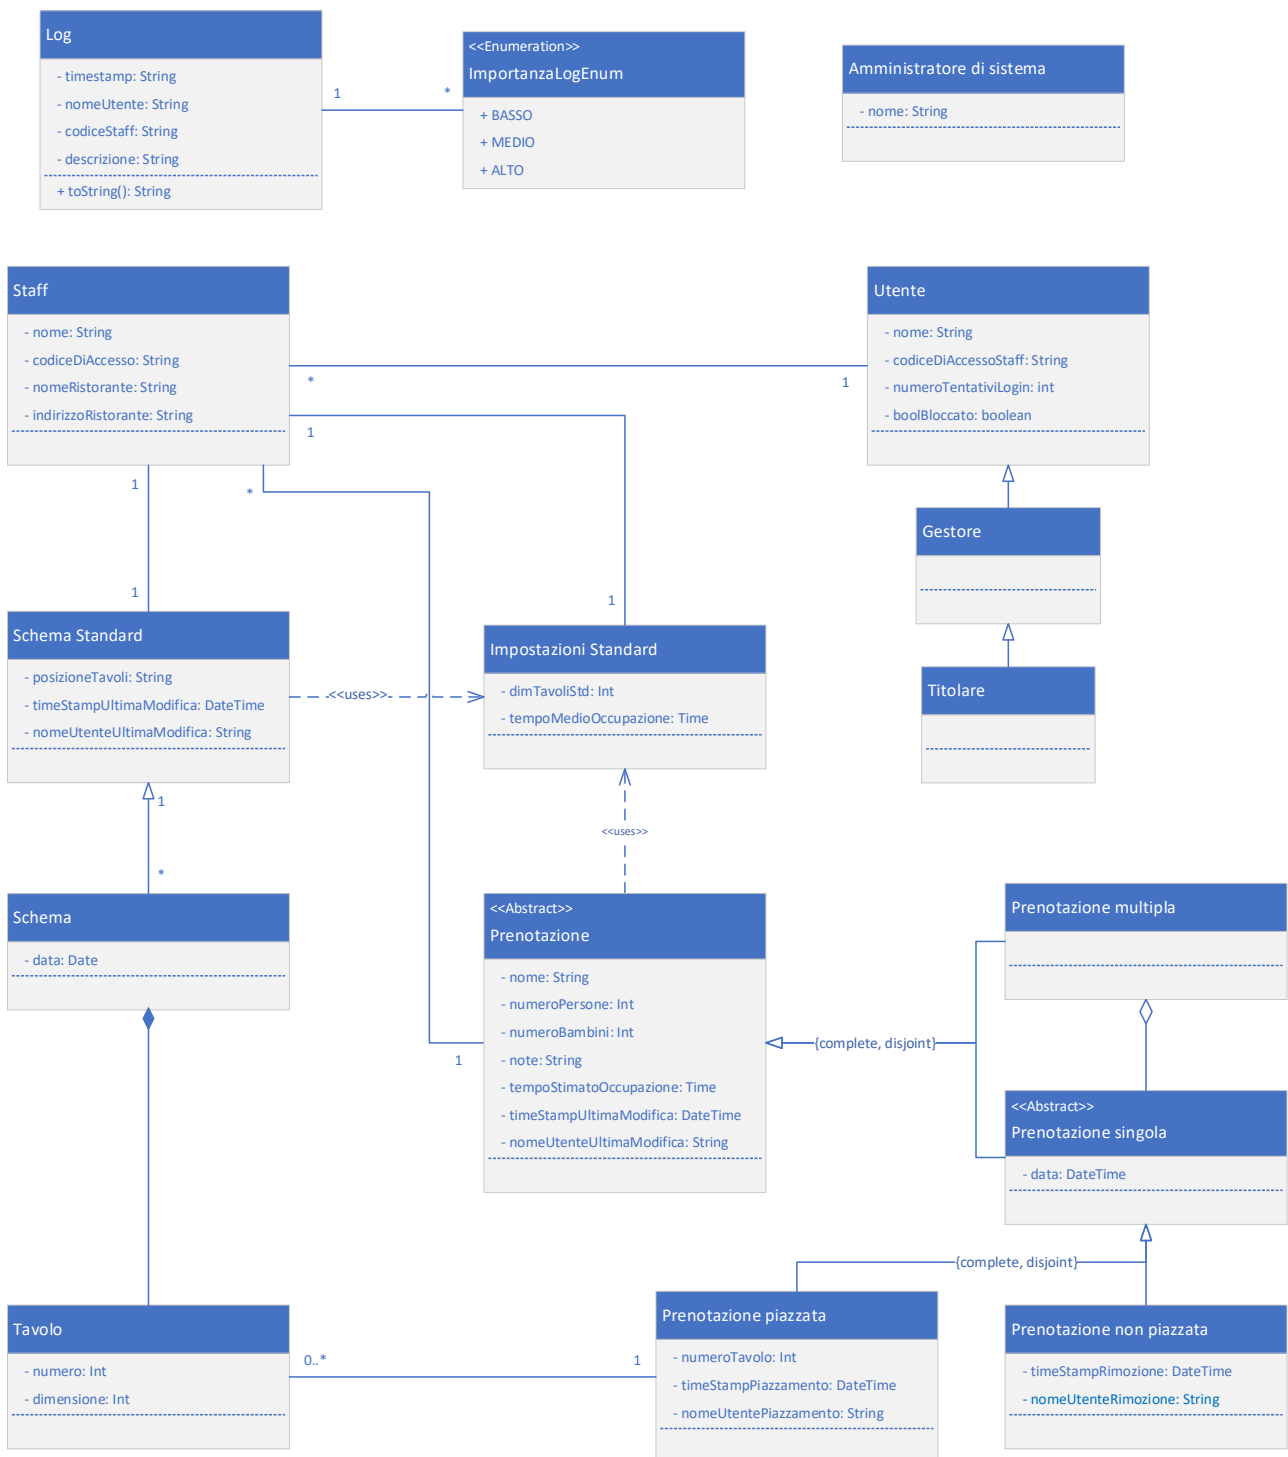 Log
- timestamp: String
- nomeUtente: String
- codiceStaff: String
- descrizione: String
+ toString(): String
1
*
<<Enumeration>>
ImportanzaLogEnum
+ BASSO
+ MEDIO
+ ALTO
Amministratore di sistema
- nome: String
Staff
- nome: String
- codiceDiAccesso: String
- nomeRistorante: String
- indirizzoRistorante: String
*
1
1
1
*
Utente
- nome: String
- codiceDiAccessoStaff: String
- numeroTentativiLogin: int
- boolBloccato: boolean
Gestore
Titolare
1
1
Schema Standard
- posizioneTavoli: String
- timeStampUltimaModifica: DateTime
- nomeUtenteUltimaModifica: String
<<uses>>
Impostazioni Standard
- dimTavoliStd: Int
- tempoMedioOccupazione: Time
<<uses>>
1
*
Schema
- data: Date
<<Abstract>>
Prenotazione
- nome: String
- numeroPersone: Int
- numeroBambini: Int
- note: String
- tempoStimatoOccupazione: Time
- timeStampUltimaModifica: DateTime
- nomeUtenteUltimaModifica: String
1
{complete, disjoint}
Prenotazione multipla
<<Abstract>>
Prenotazione singola
- data: DateTime
{complete, disjoint}
Tavolo
- numero: Int
- dimensione: Int
0..*
1
Prenotazione piazzata
- numeroTavolo: Int
- timeStampPiazzamento: DateTime
- nomeUtentePiazzamento: String
Prenotazione non piazzata
- timeStampRimozione: DateTime
- nomeUtenteRimozione: String